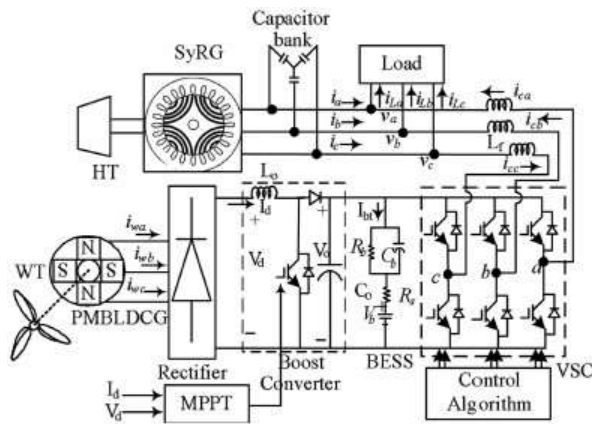 Capacitor
bank
SyRG
Load
i_a
i_La
i_Lb
i_Lc
i_ca
v_a
i_b
i_cb
HT
i_c
v_b
v_c
L_f
i_cc
L_o
I_d
+
+
I_bt
i_wa
N
R_b
C_b
V_d
V_o
WT
S
S
i_wb
c
b
a
N
i_wc
C_o
R_a
V_b
PMBLDCG
–
–
Rectifier
Boost
Converter
BESS
VSC
I_d
V_d
MPPT
Control
Algorithm